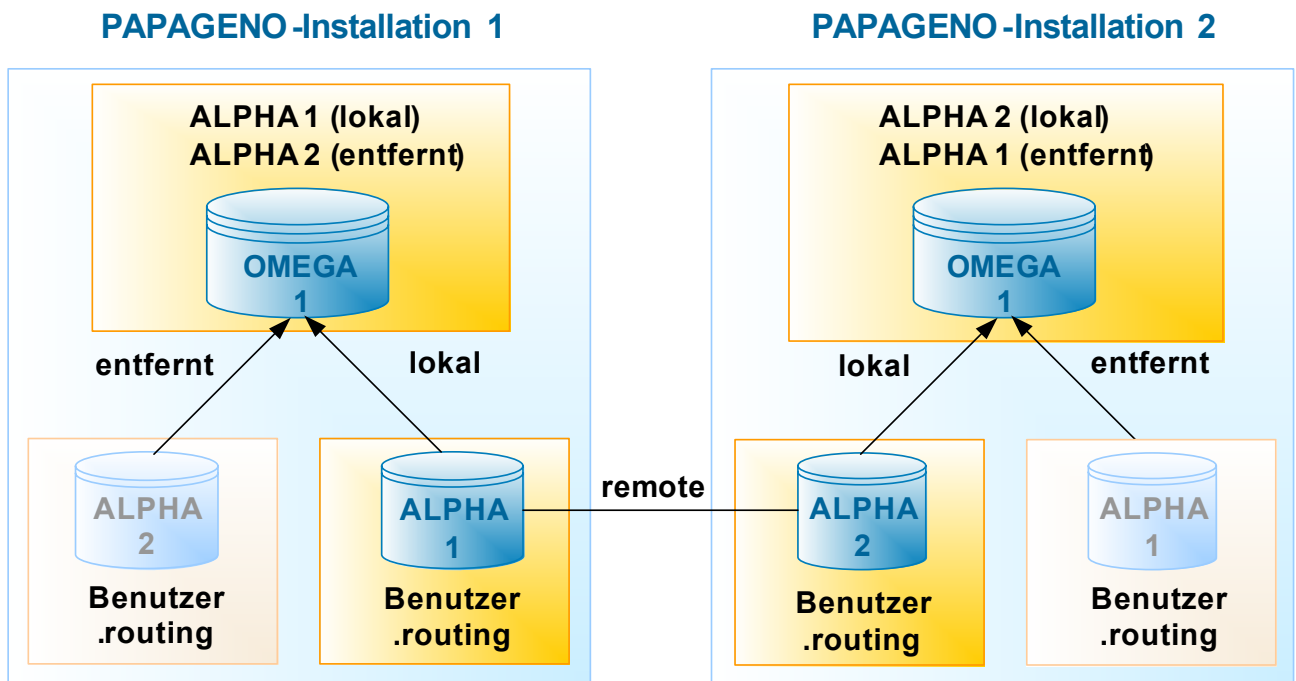 PAPAGENO-Installation 1
ALPHA 1 (lokal)
ALPHA 2 (entfernt)
OMEGA
1
entfernt
lokal
ALPHA
2
Benutzer
.routing
ALPHA
1
Benutzer
.routing
remote
PAPAGENO-Installation 2
ALPHA 2 (lokal)
ALPHA 1 (entfernt)
OMEGA
1
lokal
entfernt
ALPHA
2
Benutzer
.routing
ALPHA
1
Benutzer
.routing